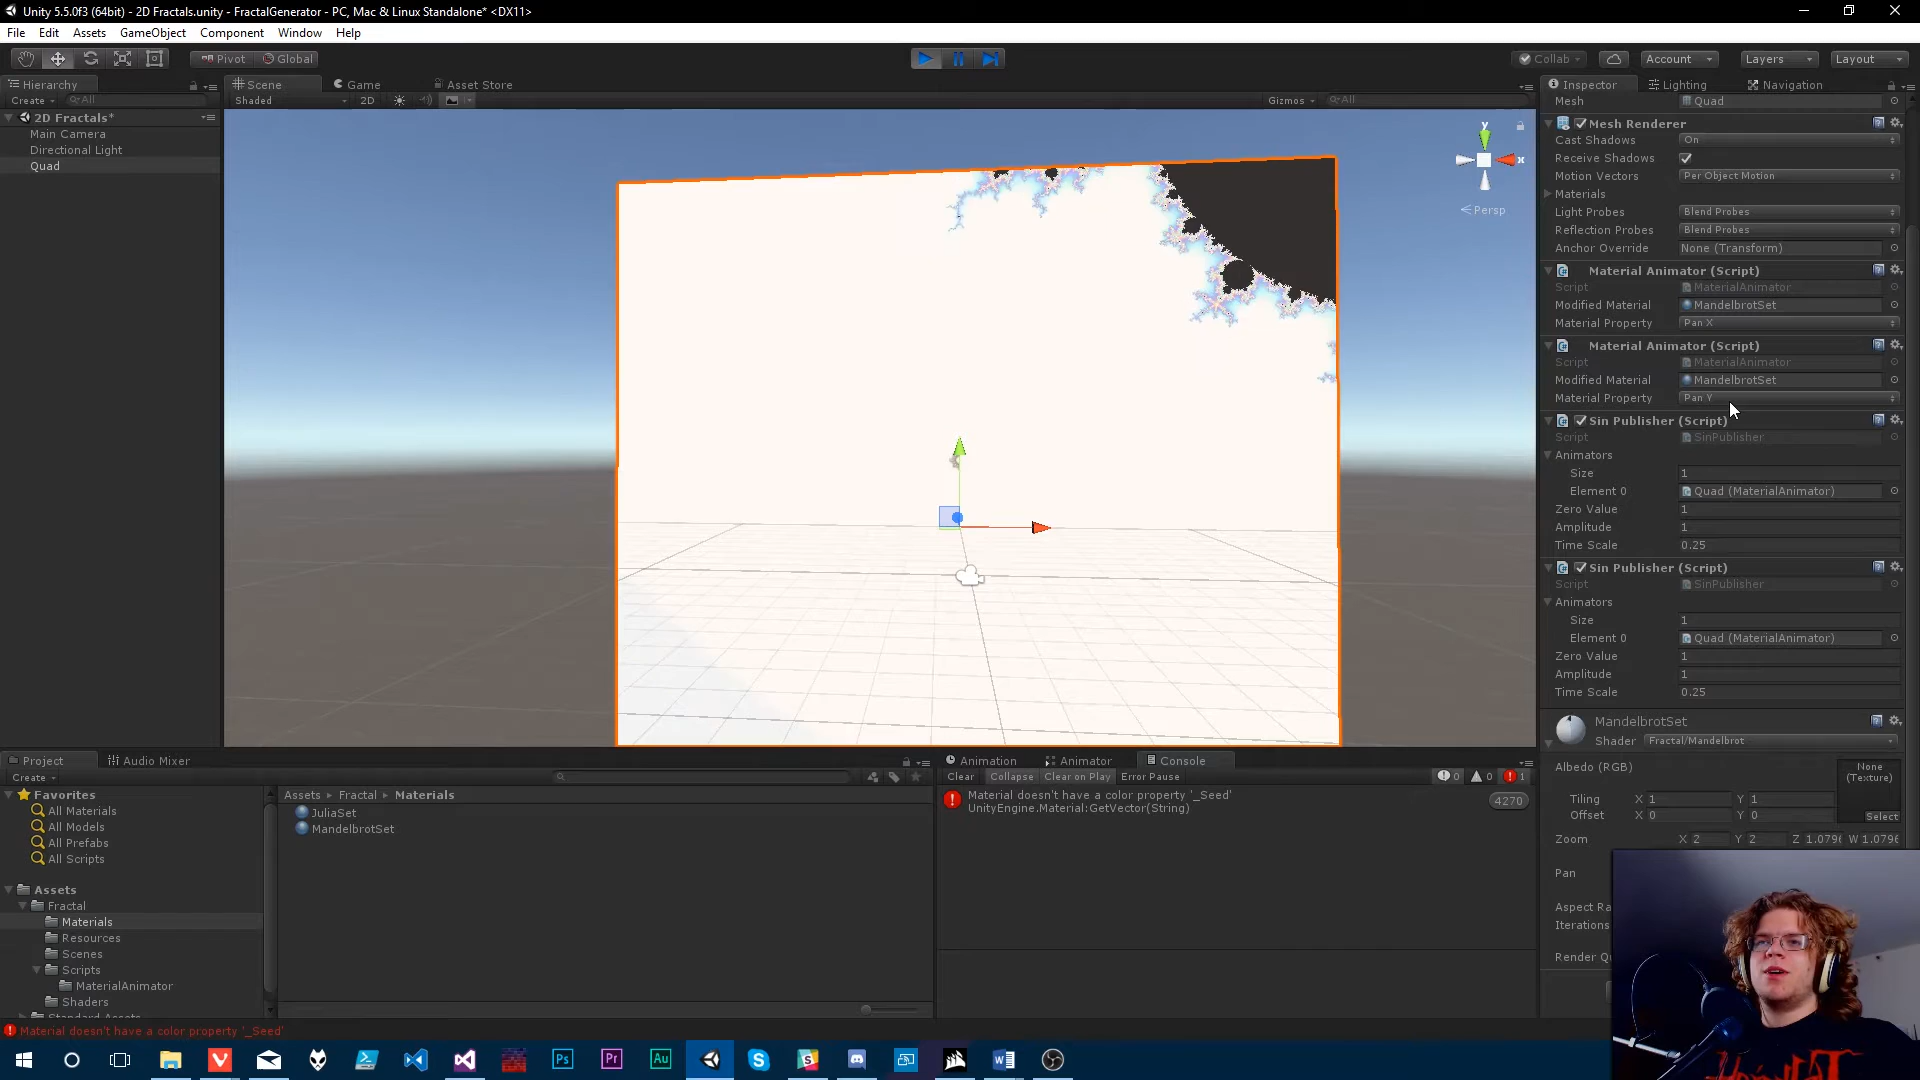 Unity 5.5.0f3 (64bit) - 2D Fractals.unity - FractalGenerator - PC, Mac & Linux Standalone* <DX11>
File Edit Assets GameObject Component Window Help
Pivot Global
Collab Account Layers Layout
Hierarchy
Create All
2D Fractals*
Main Camera
Directional Light
Quad
Scene Game Asset Store
Shaded 2D Gizmos All
y
x
Persp
Inspector Lighting Navigation
Mesh Quad
Mesh Renderer
Cast Shadows On
Receive Shadows
Motion Vectors Per Object Motion
Materials
Light Probes Blend Probes
Reflection Probes Blend Probes
Anchor Override None (Transform)
Material Animator (Script)
Script MaterialAnimator
Modified Material MandelbrotSet
Material Property Pan X
Material Animator (Script)
Script MaterialAnimator
Modified Material MandelbrotSet
Material Property Pan Y
Sin Publisher (Script)
Script SinPublisher
Animators
Size 1
Element 0 Quad (MaterialAnimator)
Zero Value 1
Amplitude 1
Time Scale 0.25
Sin Publisher (Script)
Script SinPublisher
Animators
Size 1
Element 0 Quad (MaterialAnimator)
Zero Value 1
Amplitude 1
Time Scale 0.25
MandelbrotSet
Shader Fractal/Mandelbrot
Albedo (RGB)
None
(Texture)
Tiling X 1 Y 1
Offset X 0 Y 0
Select
Zoom X 2 Y 2 Z 1.079 W 1.079
Pan
Aspect Ra
Iterations
Render Qu
Project Audio Mixer
Create
Favorites
All Materials
All Models
All Prefabs
All Scripts
Assets
Fractal
Materials
Resources
Scenes
Scripts
MaterialAnimator
Shaders
Standard Assets
Assets Fractal Materials
JuliaSet
MandelbrotSet
Animation Animator Console
Clear Collapse Clear on Play Error Pause 0 0 1
Material doesn't have a color property '_Seed'
UnityEngine.Material:GetVector(String)
4270
Material doesn't have a color property '_Seed'
Ps Pr Au